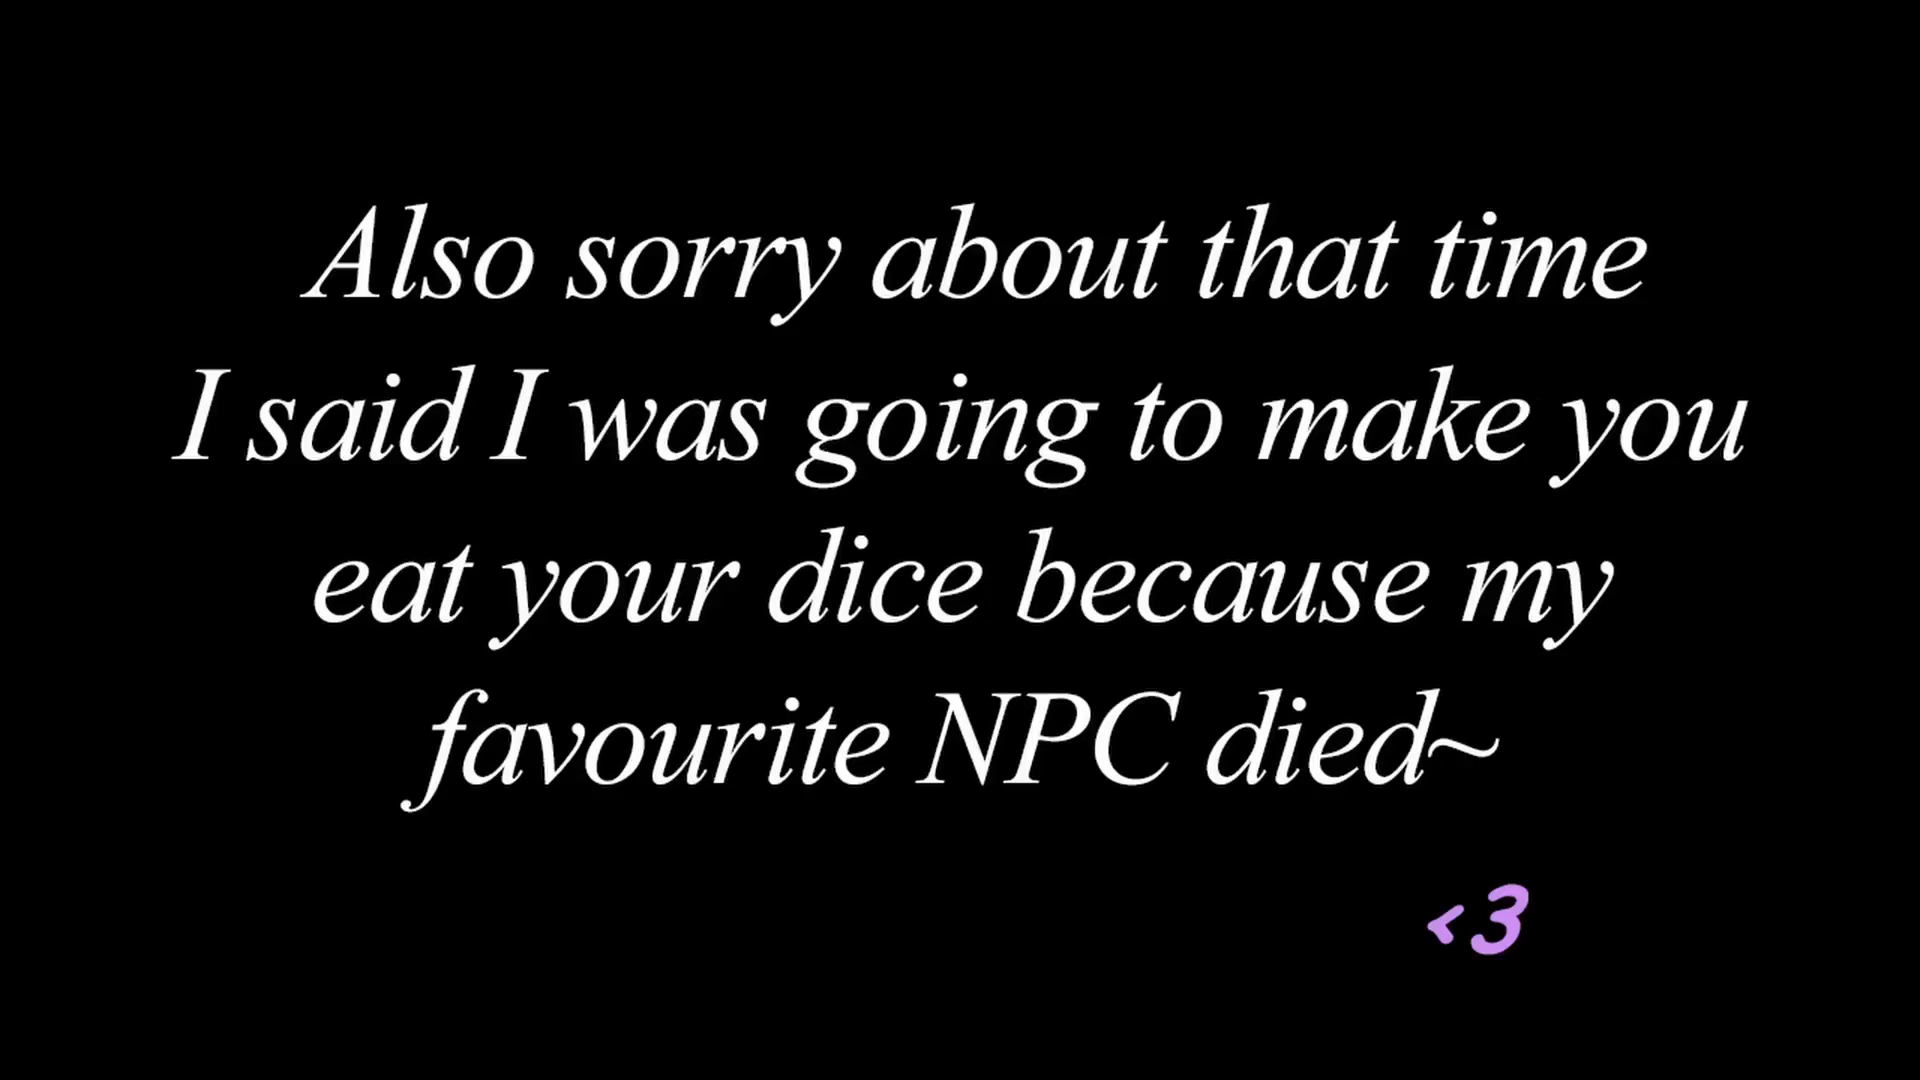 Also sorry about that time
I said I was going to make you
eat your dice because my
favourite NPC died~
<3